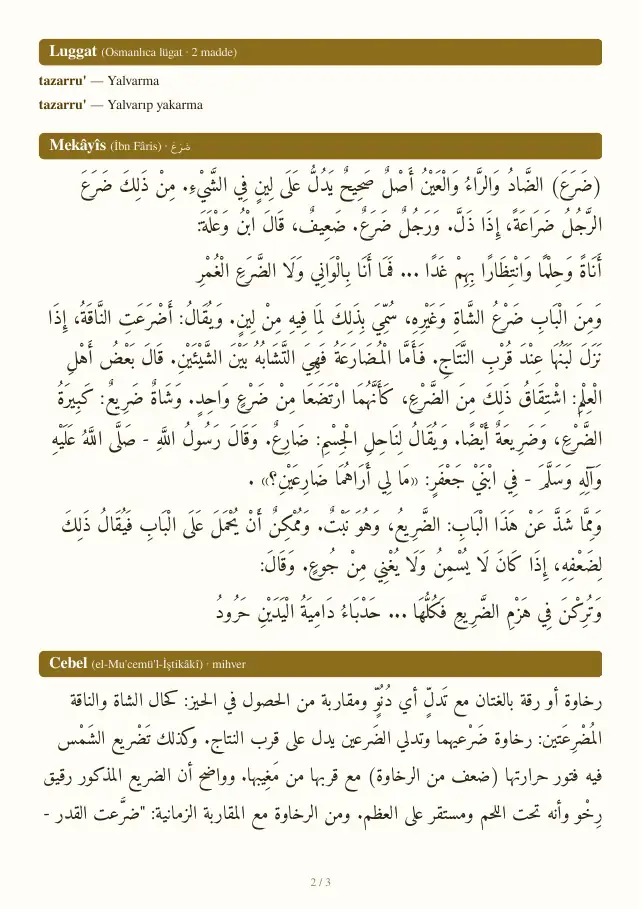 Luggat (Osmanlıca lügat · 2 madde)
tazarru' — Yalvarma
tazarru' — Yalvarıp yakarma
Mekâyîs (İbn Fâris) · ضَرَعَ
(ضَرَعَ) الضَّادُ وَالرَّاءُ وَالْعَيْنُ أَصْلٌ صَحِيحٌ يَدُلُّ عَلَى لِينٍ فِي الشَّيْءِ. مِنْ ذَلِكَ ضَرَعَ
الرَّجُلُ ضَرَاعَةً، إِذَا ذَلَّ. وَرَجُلٌ ضَرَعٌ. ضَعِيفٌ، قَالَ ابْنُ وَعْلَةَ:
أَنَاةً وَحِلْمًا وَانْتِظَارًا بِهِمْ غَدًا ... فَمَا أَنَا بِالْوَانِي وَلَا الضَّرَعِ الْغُمْرِ
وَمِنَ الْبَابِ ضَرْعُ الشَّاةِ وَغَيْرِهِ، سُمِّيَ بِذَلِكَ لِمَا فِيهِ مِنْ لِينٍ. وَيُقَالُ: أَضْرَعَتِ النَّاقَةُ، إِذَا
نَزَلَ لَبَنُهَا عِنْدَ قُرْبِ النَّتَاجِ. فَأَمَّا الْمُضَارَعَةُ فَهِيَ التَّشَابُهُ بَيْنَ الشَّيْئَيْنِ. قَالَ بَعْضُ أَهْلِ
الْعِلْمِ: اشْتِقَاقُ ذَلِكَ مِنَ الضَّرْعِ، كَأَنَّهُمَا ارْتَضَعَا مِنْ ضَرْعٍ وَاحِدٍ. وَشَاةٌ ضَرِيعٌ: كَبِيرَةُ
الضَّرْعِ، وَضَرِيعَةٌ أَيْضًا. وَيُقَالُ لِنَاحِلِ الْجِسْمِ: ضَارِعٌ. وَقَالَ رَسُولُ اللَّهِ - صَلَّى اللَّهُ عَلَيْهِ
وَآلِهِ وَسَلَّمَ - فِي ابْنَيْ جَعْفَرٍ: «مَا لِي أَرَاهُمَا ضَارِعَيْنِ؟» .
وَمِمَّا شَذَّ عَنْ هَذَا الْبَابِ: الضَّرِيعُ، وَهُوَ نَبْتٌ. وَمُمْكِنٌ أَنْ يُحْمَلَ عَلَى الْبَابِ فَيُقَالُ ذَلِكَ
لِضَعْفِهِ، إِذَا كَانَ لَا يُسْمِنُ وَلَا يُغْنِي مِنْ جُوعٍ. وَقَالَ:
وَتُرِكْنَ فِي هَزْمِ الضَّرِيعِ فَكُلُّهَا ... حَدْبَاءُ دَامِيَةُ الْيَدَيْنِ حَرُودُ
Cebel (el-Mu'cemü'l-İştikâkî) · mihver
رخاوة أو رقة بالغتان مع تَدلّ أي دُنُوٍّ ومقاربة من الحصول في الحيز: كحال الشاة والناقة
المُضْرِعَتين: رخاوة ضَرْعيهما وتدلي الضَرعين يدل على قرب النتاج. وكذلك تَضْريع الشَمْس
فيه فتور حرارتها (ضعف من الرخاوة) مع قربها من مَغِيبها. وواضح أن الضريع المذكور رقيق
رِخْو وأنه تحت اللحم ومستقر على العظم. ومن الرخاوة مع المقاربة الزمانية: "ضرَّعت القدر -
2 / 3